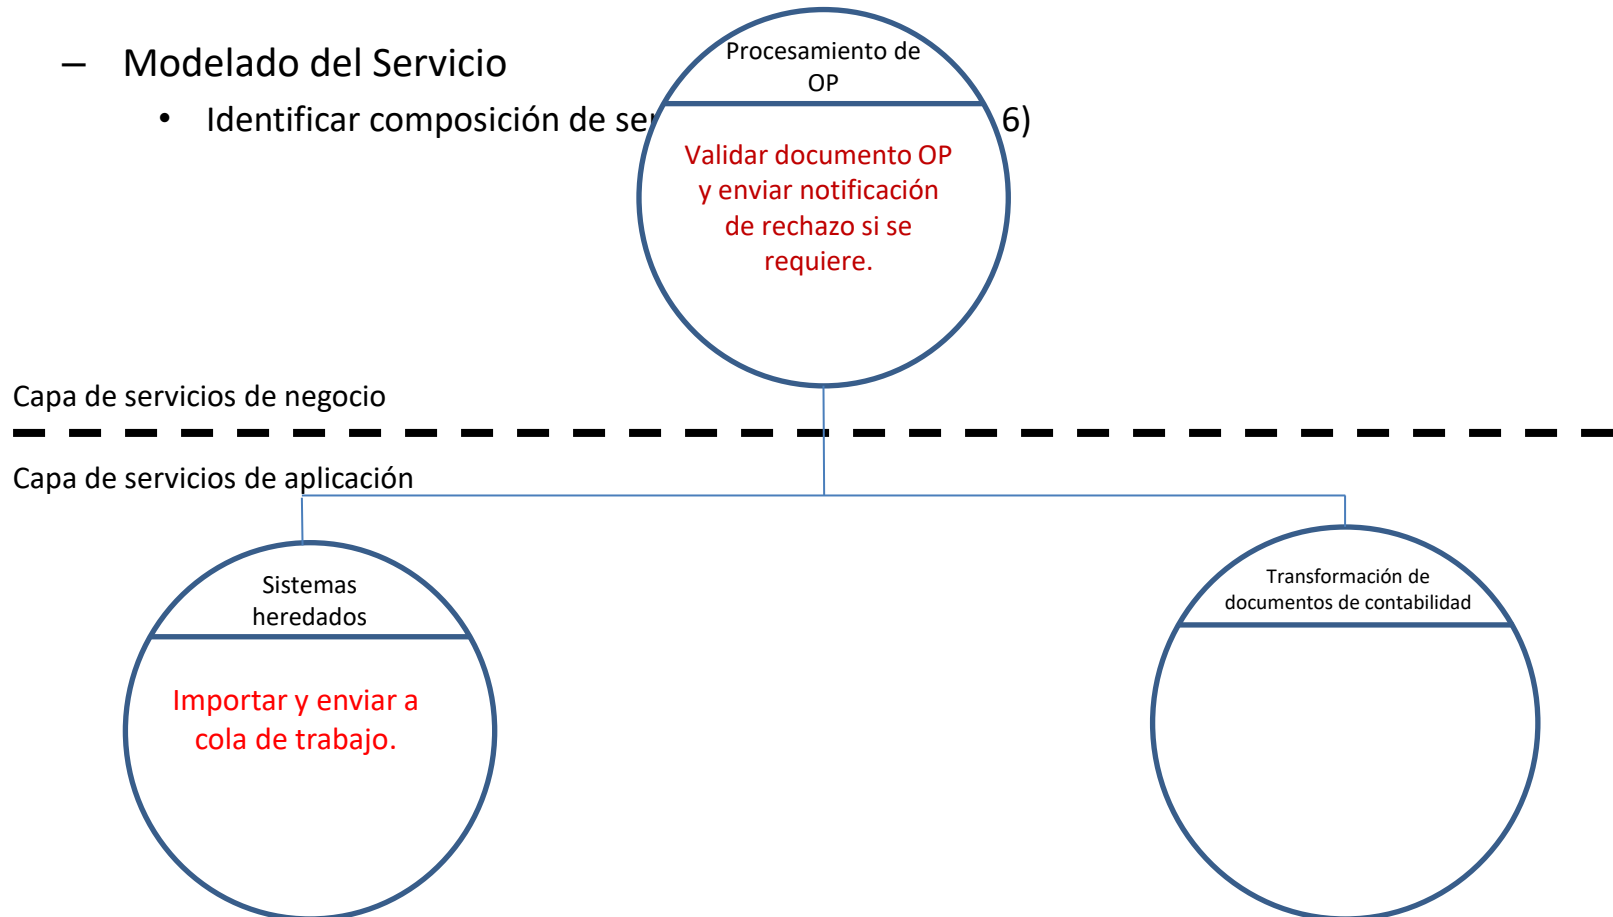 – Modelado del Servicio
• Identificar composición de ser 6)
Procesamiento de
OP
Validar documento OP
y enviar notificación
de rechazo si se
requiere.
Capa de servicios de negocio
Capa de servicios de aplicación
Sistemas
heredados
Importar y enviar a
cola de trabajo.
Transformación de
documentos de contabilidad